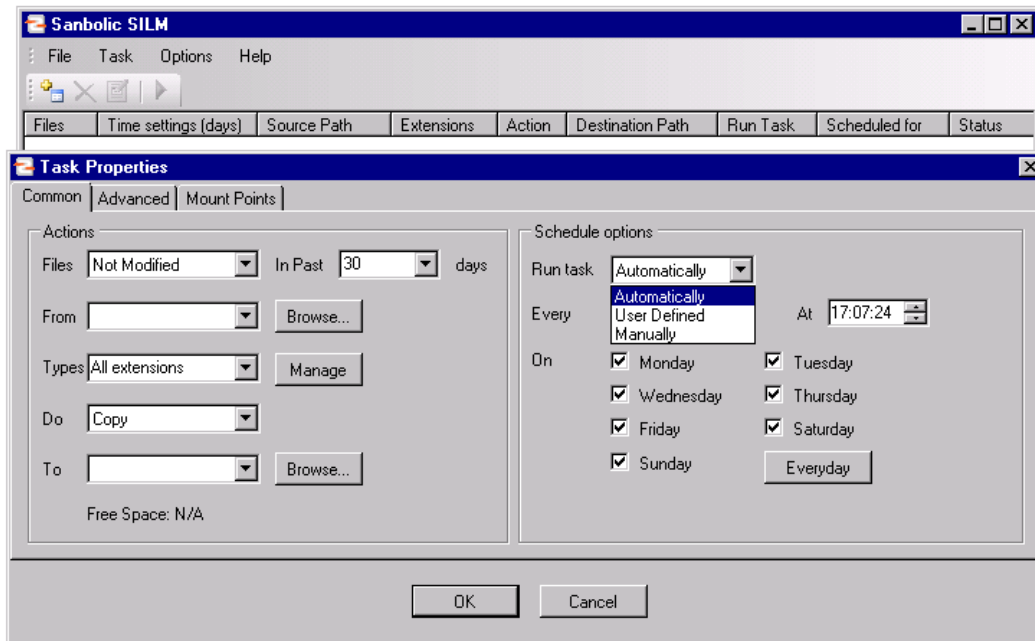 Sanbolic SILM
File Task Options Help
Files Time settings (days) Source Path Extensions Action Destination Path Run Task Scheduled for Status
Task Properties
Common Advanced Mount Points
Actions
Files Not Modified In Past 30 days
From Browse...
Types All extensions Manage
Do Copy
To Browse...
Free Space: N/A
Schedule options
Run task Automatically
Automatically
User Defined
Manually
Every At 17:07:24
On Monday Tuesday
Wednesday Thursday
Friday Saturday
Sunday Everyday
OK Cancel